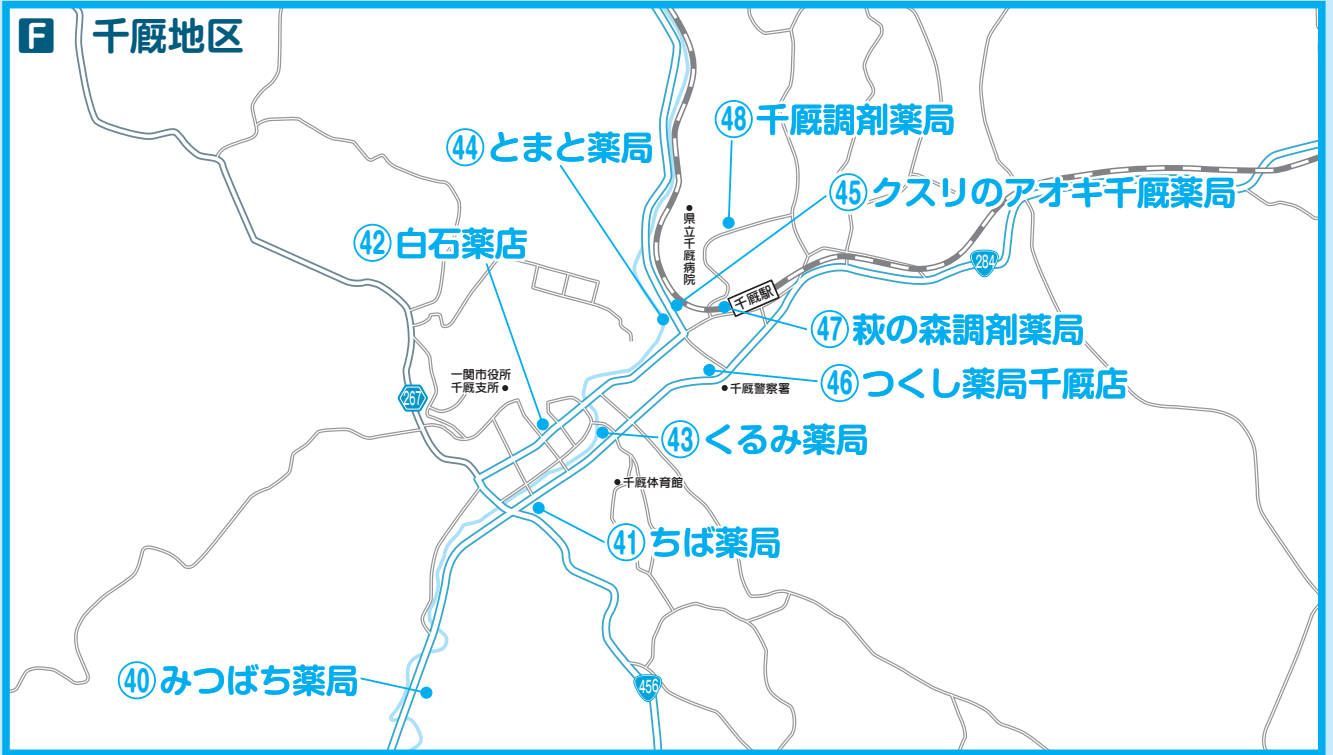 F 千厩地区
㊽千厩調剤薬局
㊹とまと薬局
㊺クスリのアオキ千厩薬局
県立千厩病院
㊷白石薬店
284
千厩駅
㊼萩の森調剤薬局
一関市役所
千厩支所
267
㊻つくし薬局千厩店
千厩警察署
㊸くるみ薬局
千厩体育館
㊶ちば薬局
㊵みつばち薬局
456